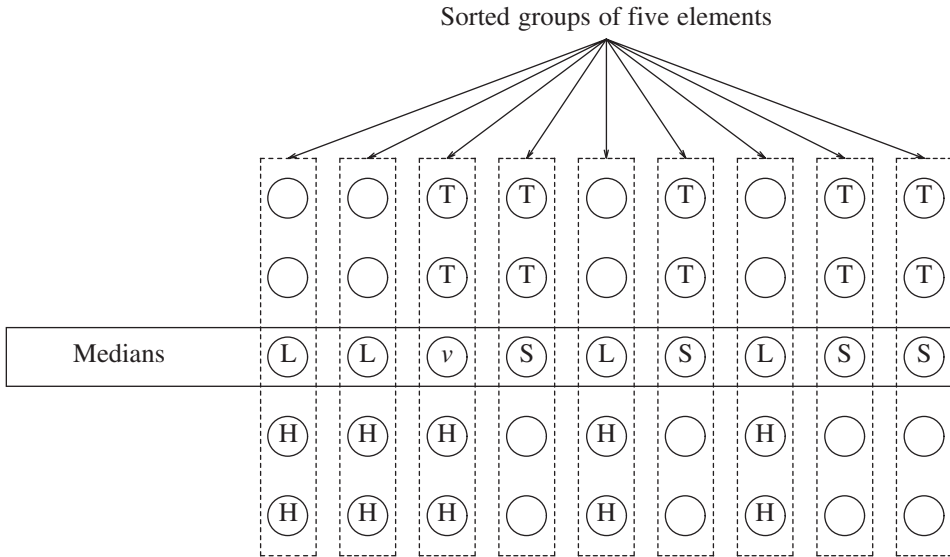 Sorted groups of five elements
T T T T T
T T T T T
Medians L L v S L S L S S
H H H H H
H H H H H